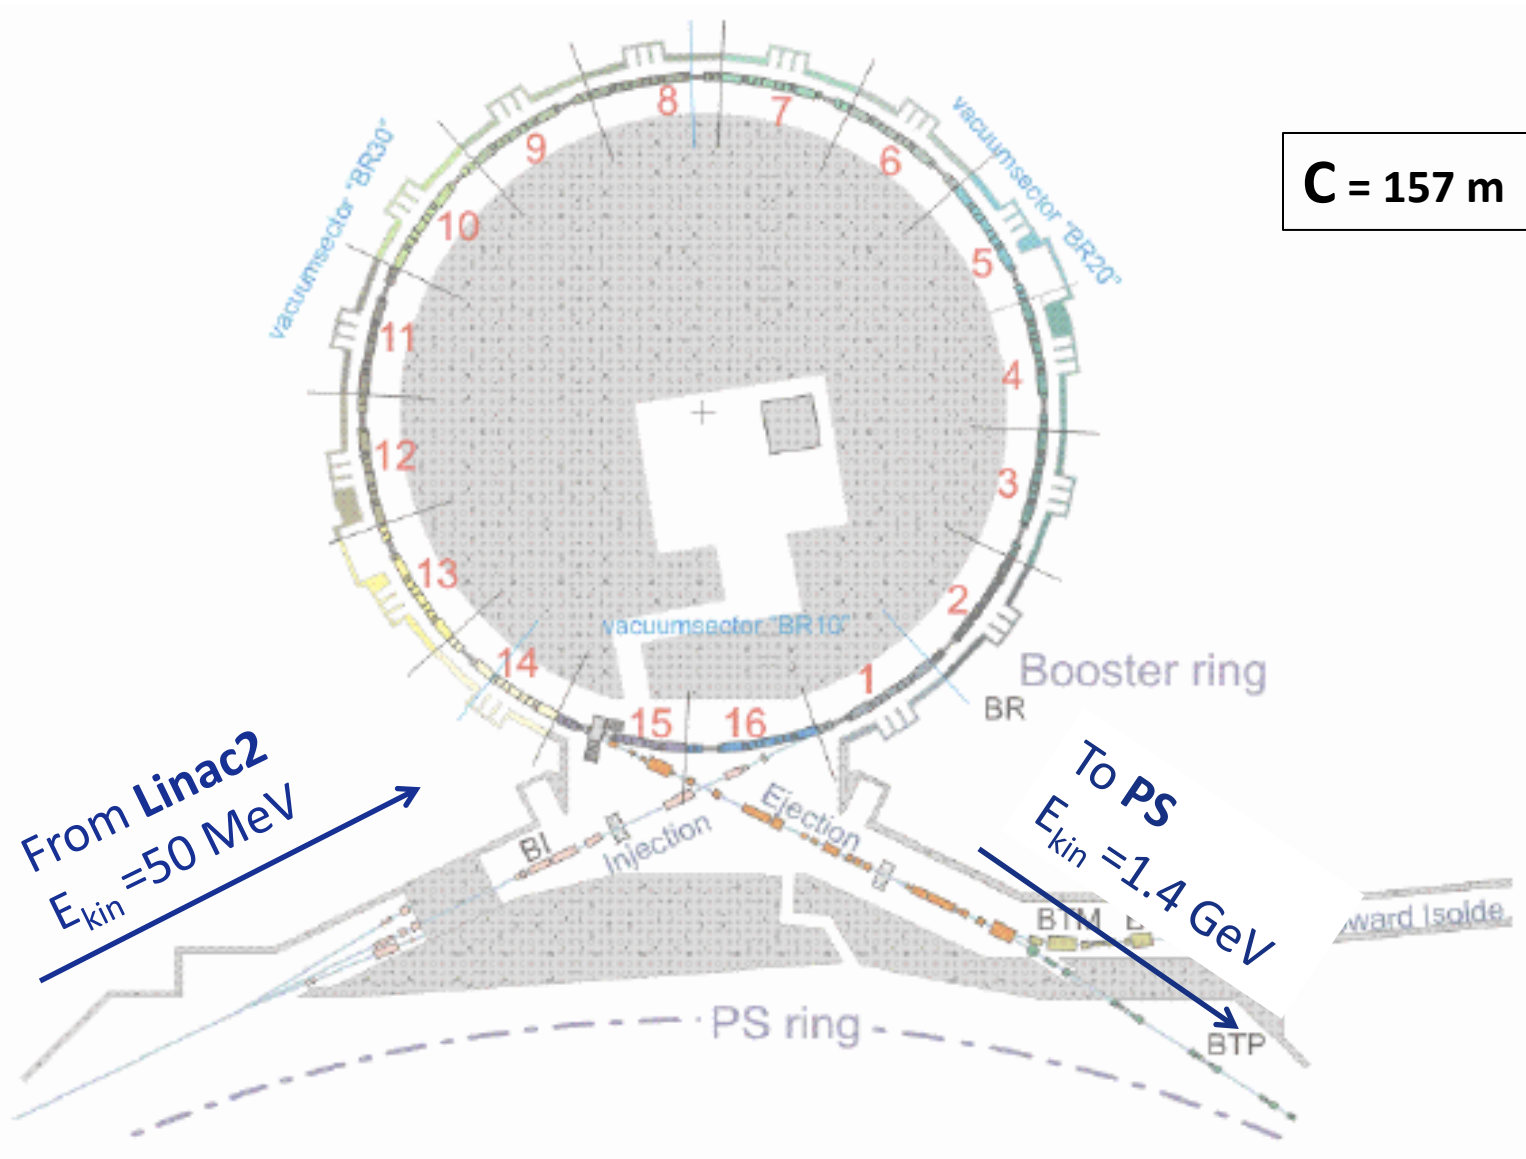 8
7
9
6
vacuumsector "BR30"
vacuumsector "BR20"
C = 157 m
10
5
11
4
12
3
13
2
vacuumsector "BR10"
14
1
Booster ring
BR
15
16
From Linac2
Ekin =50 MeV
To PS
Ekin =1.4 GeV
BI
Injection
Ejection
BTM
ward Isolde
PS ring
BTP